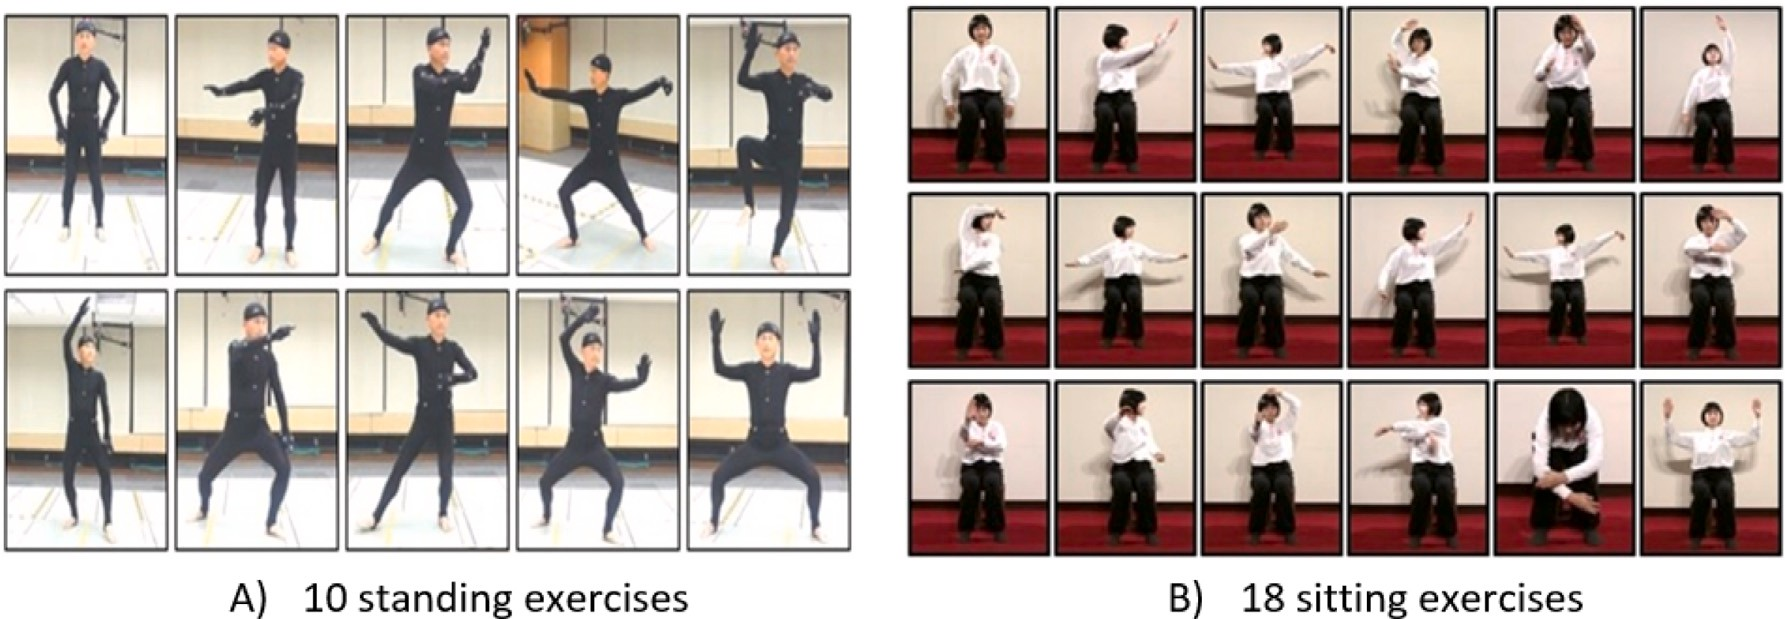 A) 10 standing exercises
B) 18 sitting exercises